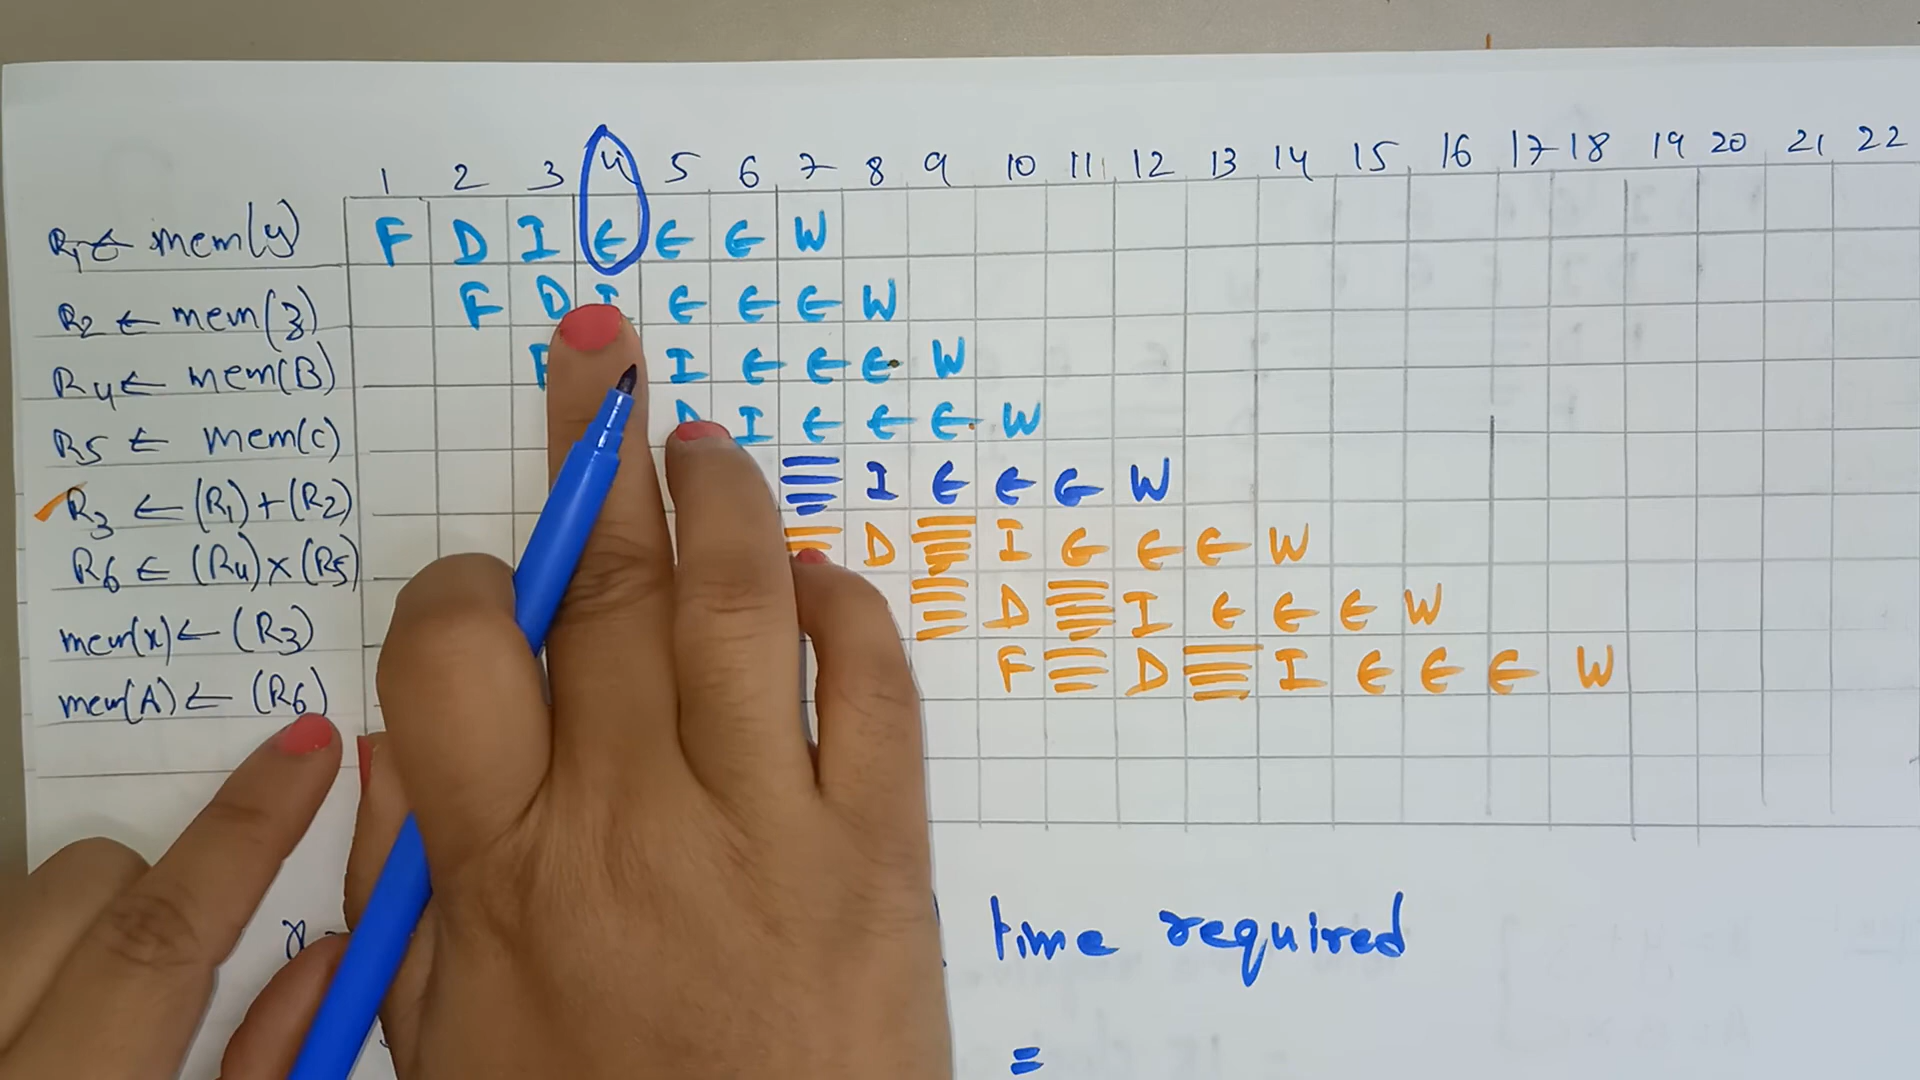 1 2 3 4 5 6 7 8 9 10 11 12 13 14 15 16 17 18 19 20 21 22
R1 ← mem(y) F D I E E E W
R2 ← mem(z) F D I E E E W
R4 ← mem(B) F I E E E W
R5 ← mem(C) D I E E E W
R3 ← (R1)+(R2) I E E E W
R6 ← (R4)×(R5) D I E E E W
mem(x) ← (R3) D I E E E W
mem(A) ← (R6) F D I E E E W
time required
=